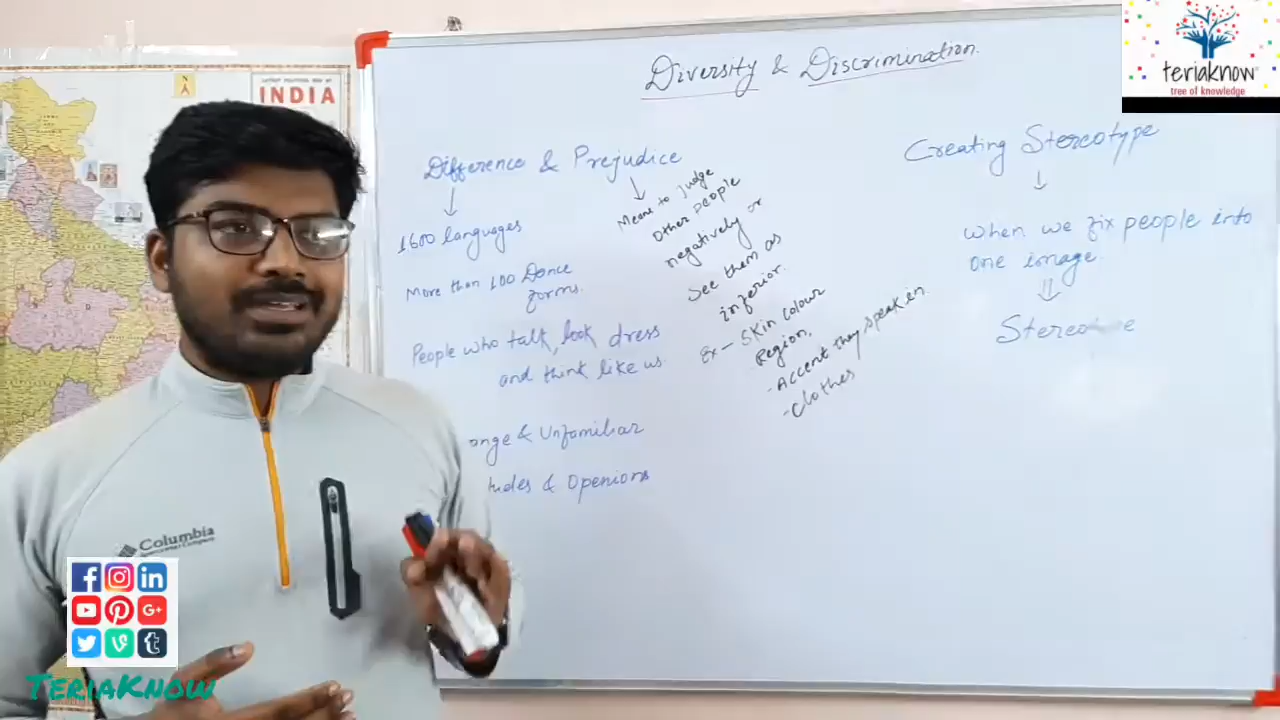 teriaknow
tree of knowledge
INDIA
Diversity & Discrimination.
Difference & Prejudice
1600 languages
More than 100 Dance
forms.
People who talk, look dress
and think like us
ange & Unfamiliar
tudes & Openions
Means to Judge
Other people
negatively or
See them as
inferior.
Ex- Skin colour
Region,
- Accent they speak in
- Clothes
Creating Stereotype
When we fix people into
one image.
Columbia
TeriaKnow